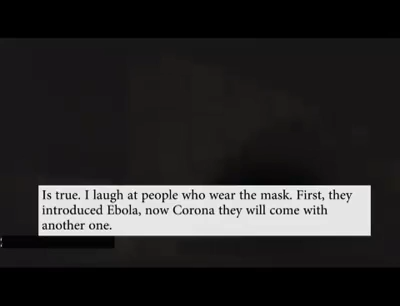 Is true. I laugh at people who wear the mask. First, they
introduced Ebola, now Corona they will come with
another one.